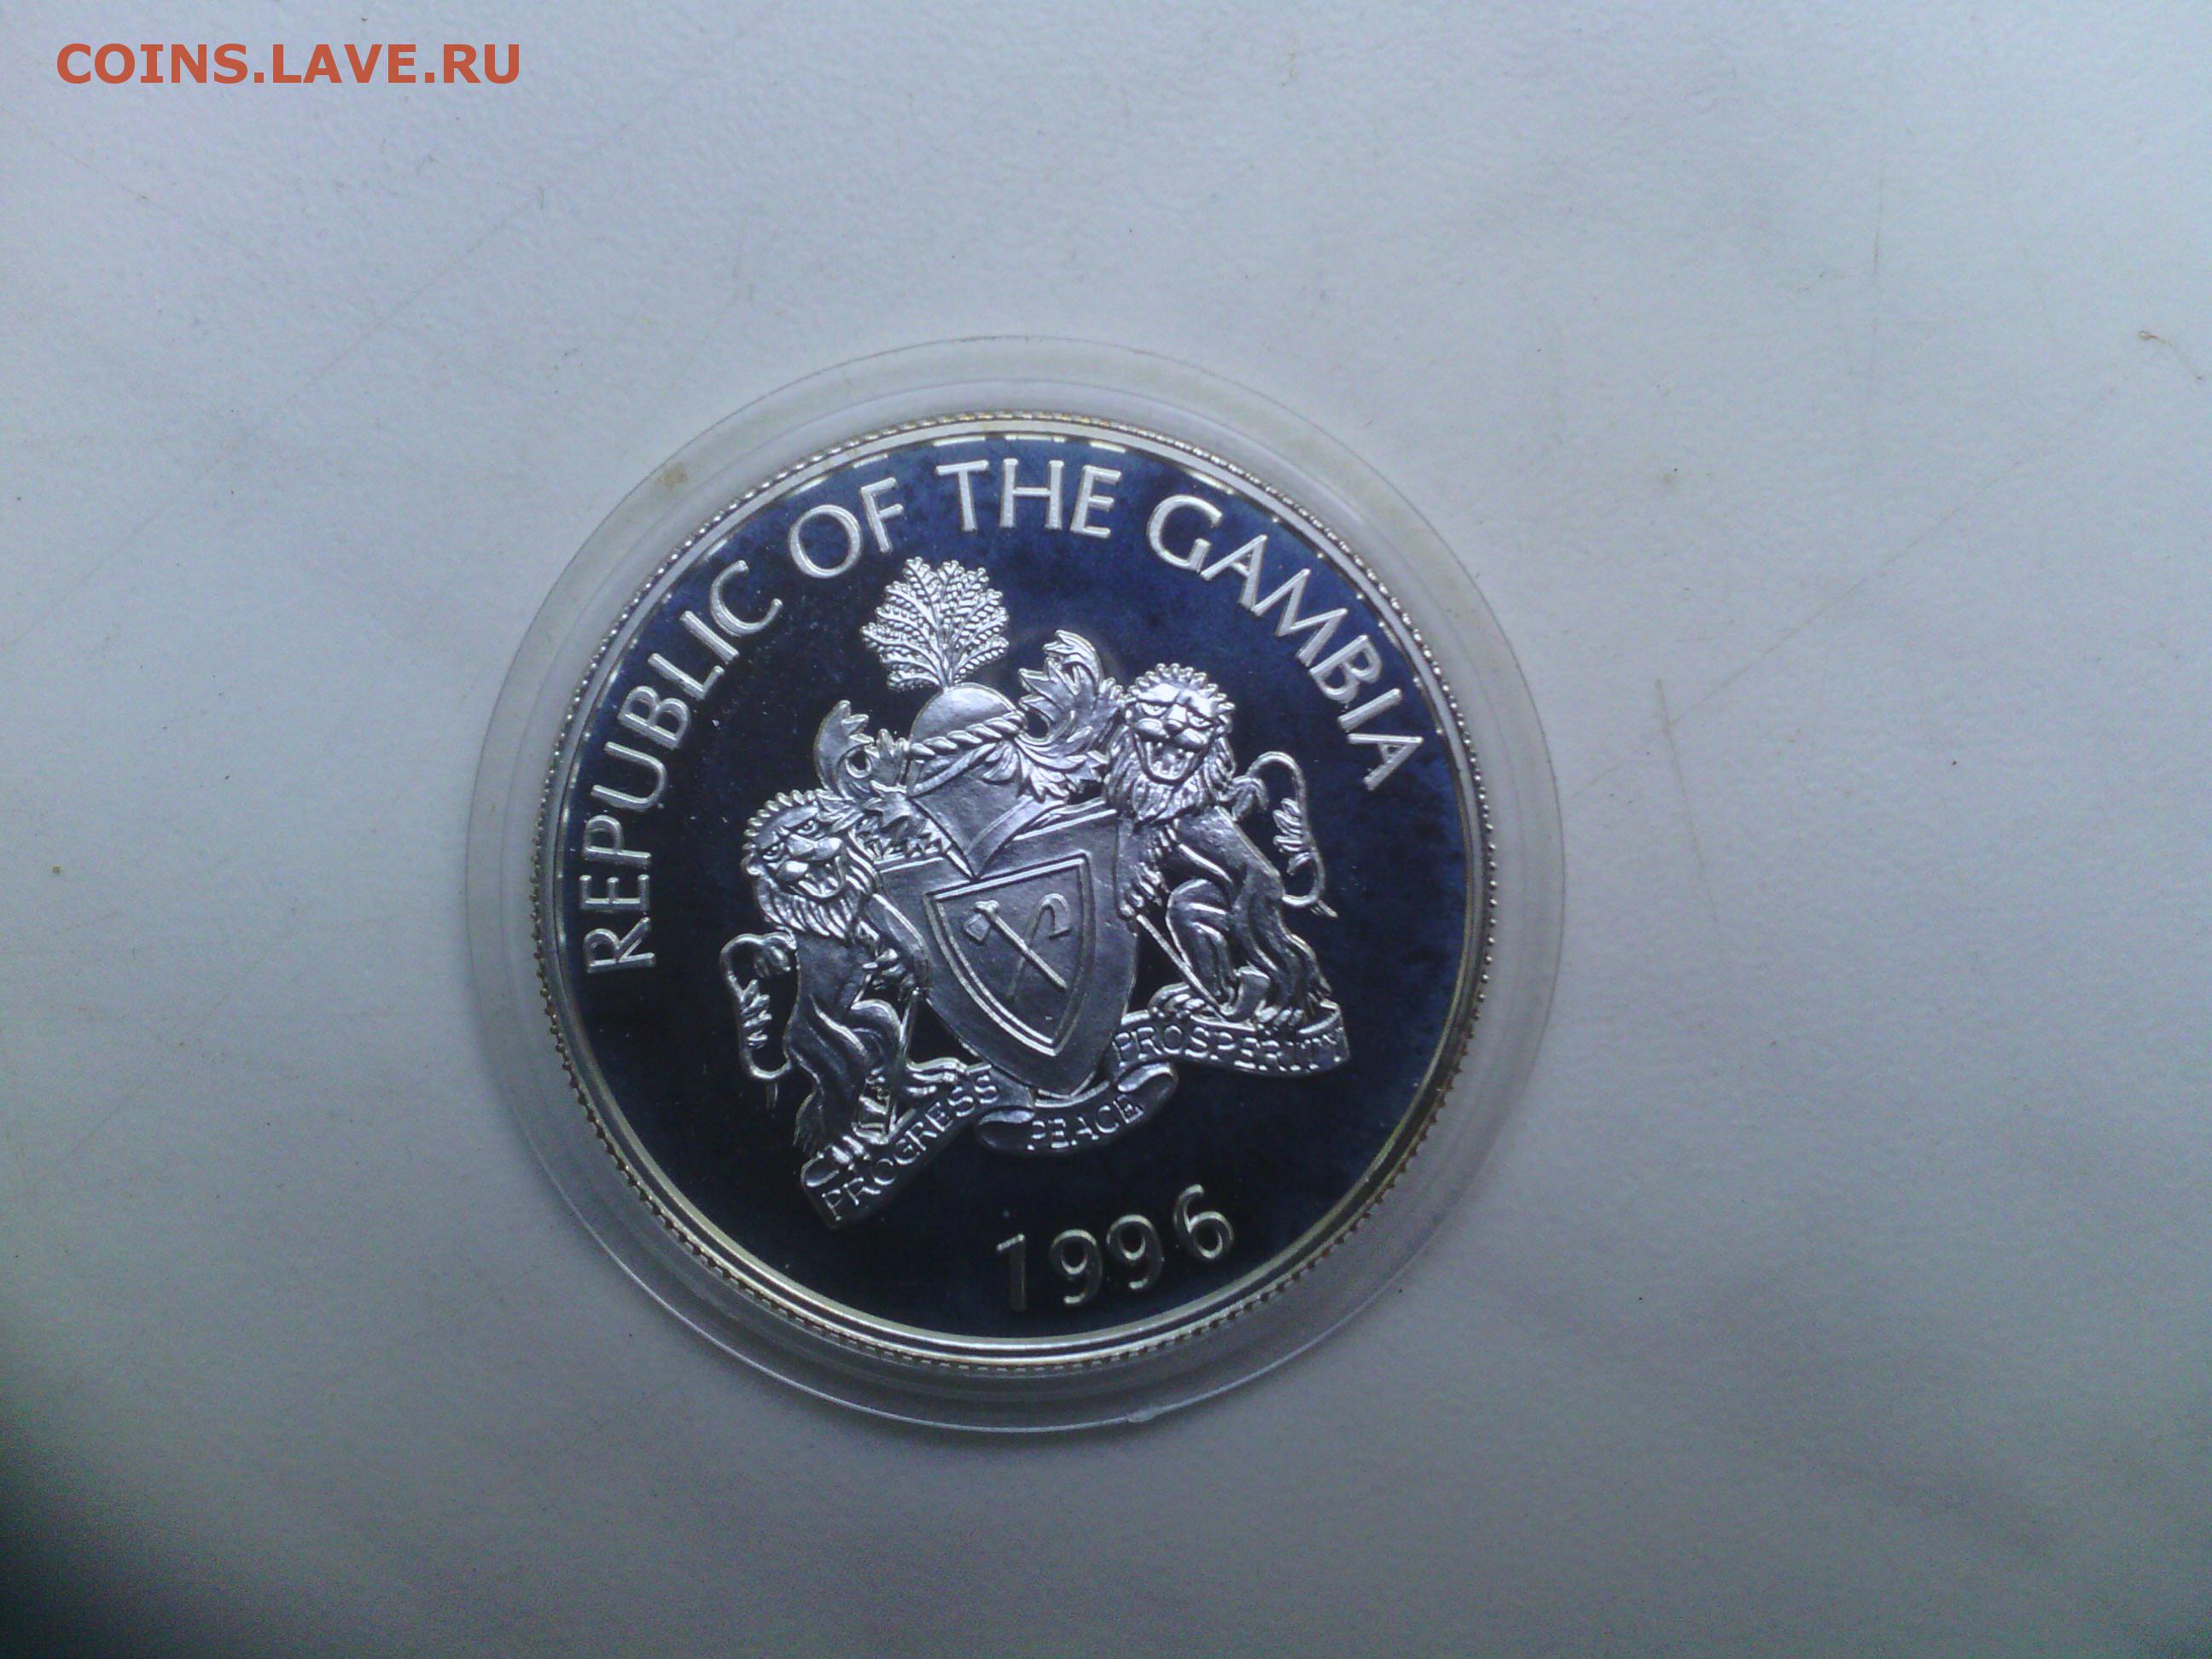 COINS.LAVE.RU
REPUBLIC OF THE GAMBIA
PROGRESS PEACE PROSPERITY
1996